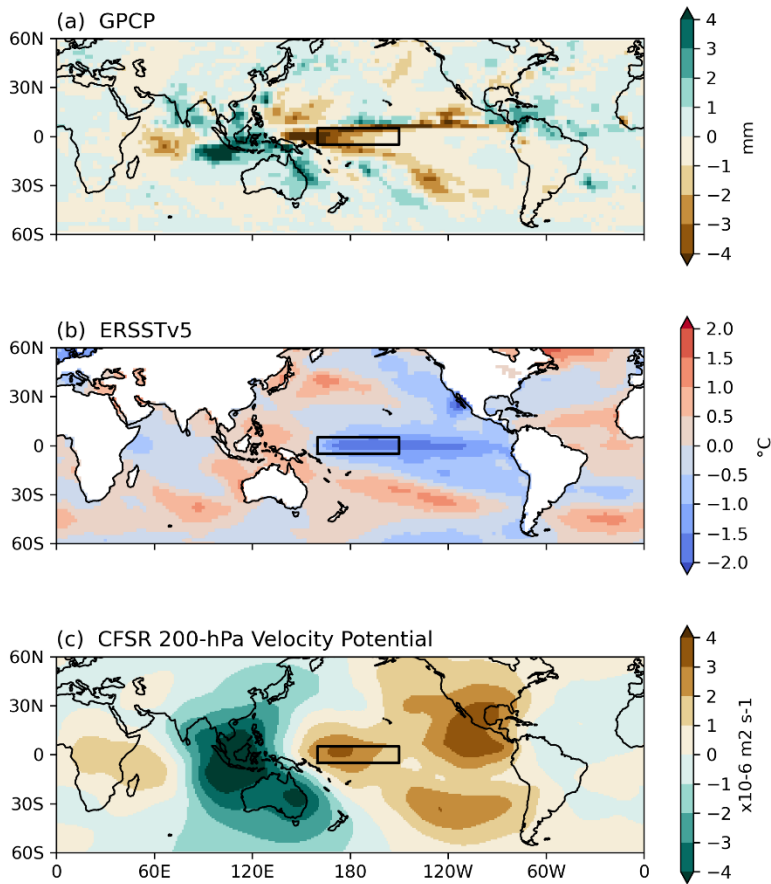 (a)  GPCP
60N
30N
0
30S
60S
4
3
2
1
0
−1
−2
−3
−4
mm
(b)  ERSSTv5
60N
30N
0
30S
60S
2.0
1.5
1.0
0.5
0.0
−0.5
−1.0
−1.5
−2.0
°C
(c)  CFSR 200-hPa Velocity Potential
60N
30N
0
30S
60S
0
60E
120E
180
120W
60W
0
4
3
2
1
0
−1
−2
−3
−4
x10-6 m2 s-1